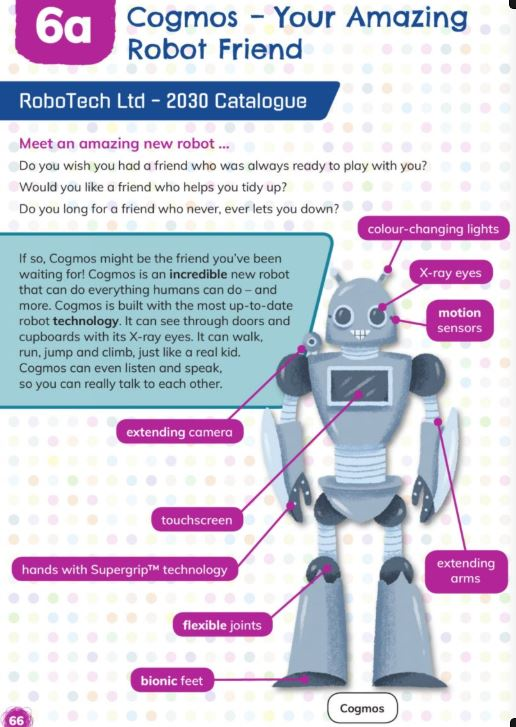 6a
Cogmos – Your Amazing
Robot Friend
RoboTech Ltd – 2030 Catalogue
Meet an amazing new robot ...
Do you wish you had a friend who was always ready to play with you?
Would you like a friend who helps you tidy up?
Do you long for a friend who never, ever lets you down?
If so, Cogmos might be the friend you've been
waiting for! Cogmos is an incredible new robot
that can do everything humans can do – and
more. Cogmos is built with the most up-to-date
robot technology. It can see through doors and
cupboards with its X-ray eyes. It can walk,
run, jump and climb, just like a real kid.
Cogmos can even listen and speak,
so you can really talk to each other.
colour-changing lights
X-ray eyes
motion
sensors
extending camera
touchscreen
hands with Supergrip™ technology
extending
arms
flexible joints
bionic feet
Cogmos
66